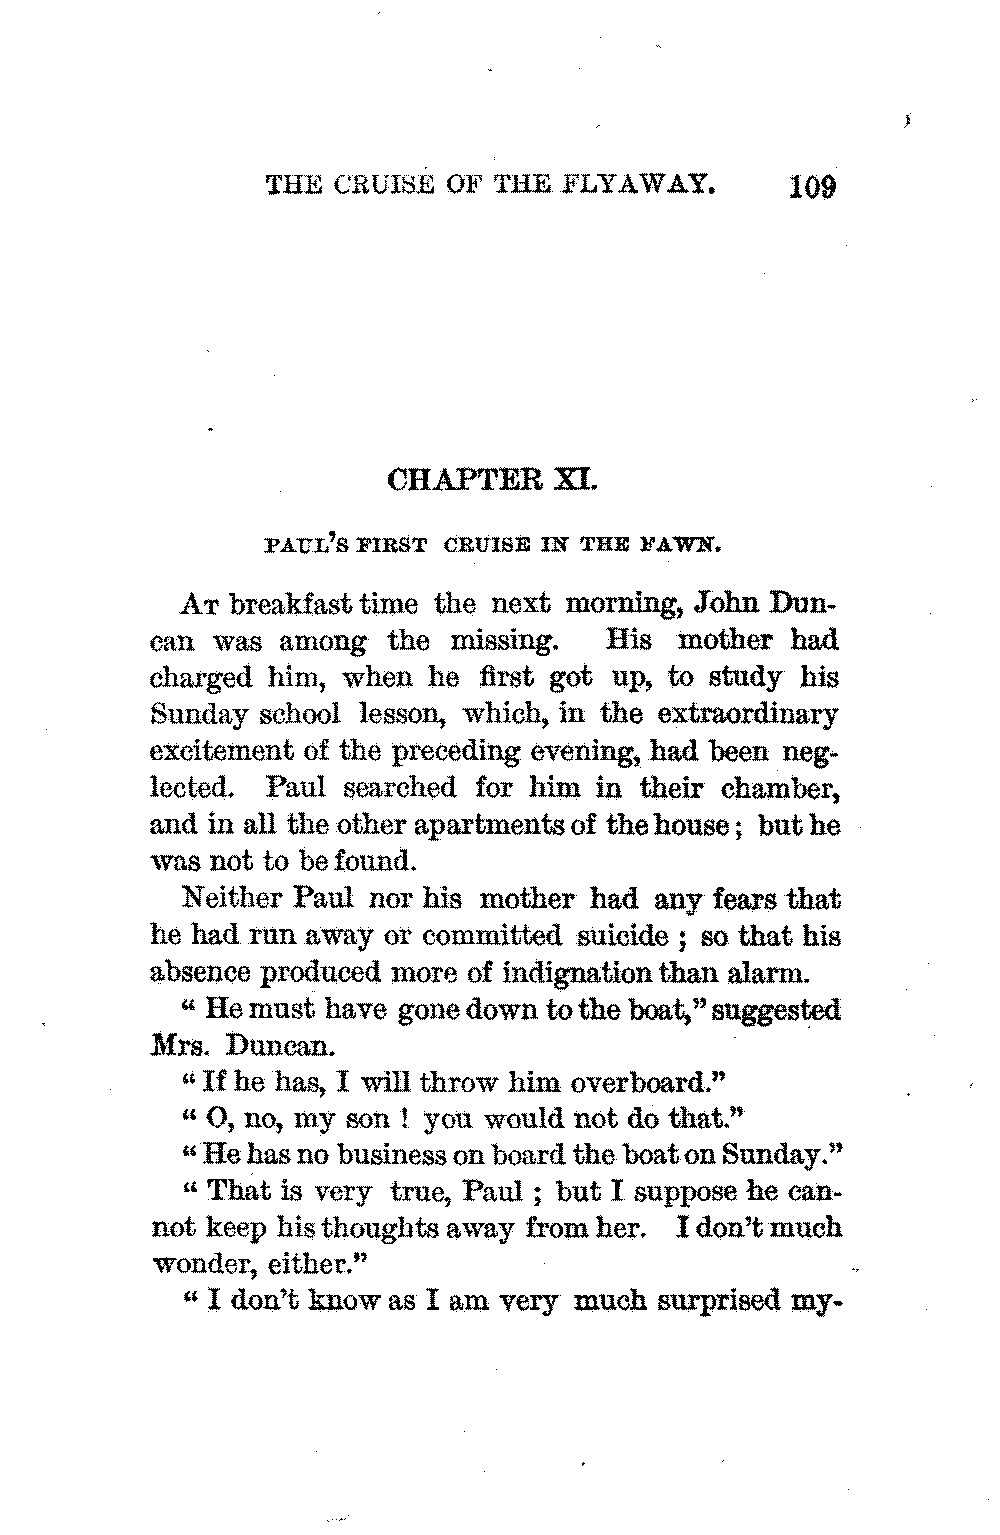 THE CRUISE OF THE FLYAWAY. 109
CHAPTER XI.
PAUL'S FIRST CRUISE IN THE FAWN.
AT breakfast time the next morning, John Dun-
can was among the missing. His mother had
charged him, when he first got up, to study his
Sunday school lesson, which, in the extraordinary
excitement of the preceding evening, had been neg-
lected. Paul searched for him in their chamber,
and in all the other apartments of the house; but he
was not to be found.
Neither Paul nor his mother had any fears that
he had run away or committed suicide; so that his
absence produced more of indignation than alarm.
"He must have gone down to the boat," suggested
Mrs. Duncan.
"If he has, I will throw him overboard."
"O, no, my son! you would not do that."
"He has no business on board the boat on Sunday."
"That is very true, Paul; but I suppose he can-
not keep his thoughts away from her. I don't much
wonder, either."
"I don't know as I am very much surprised my-